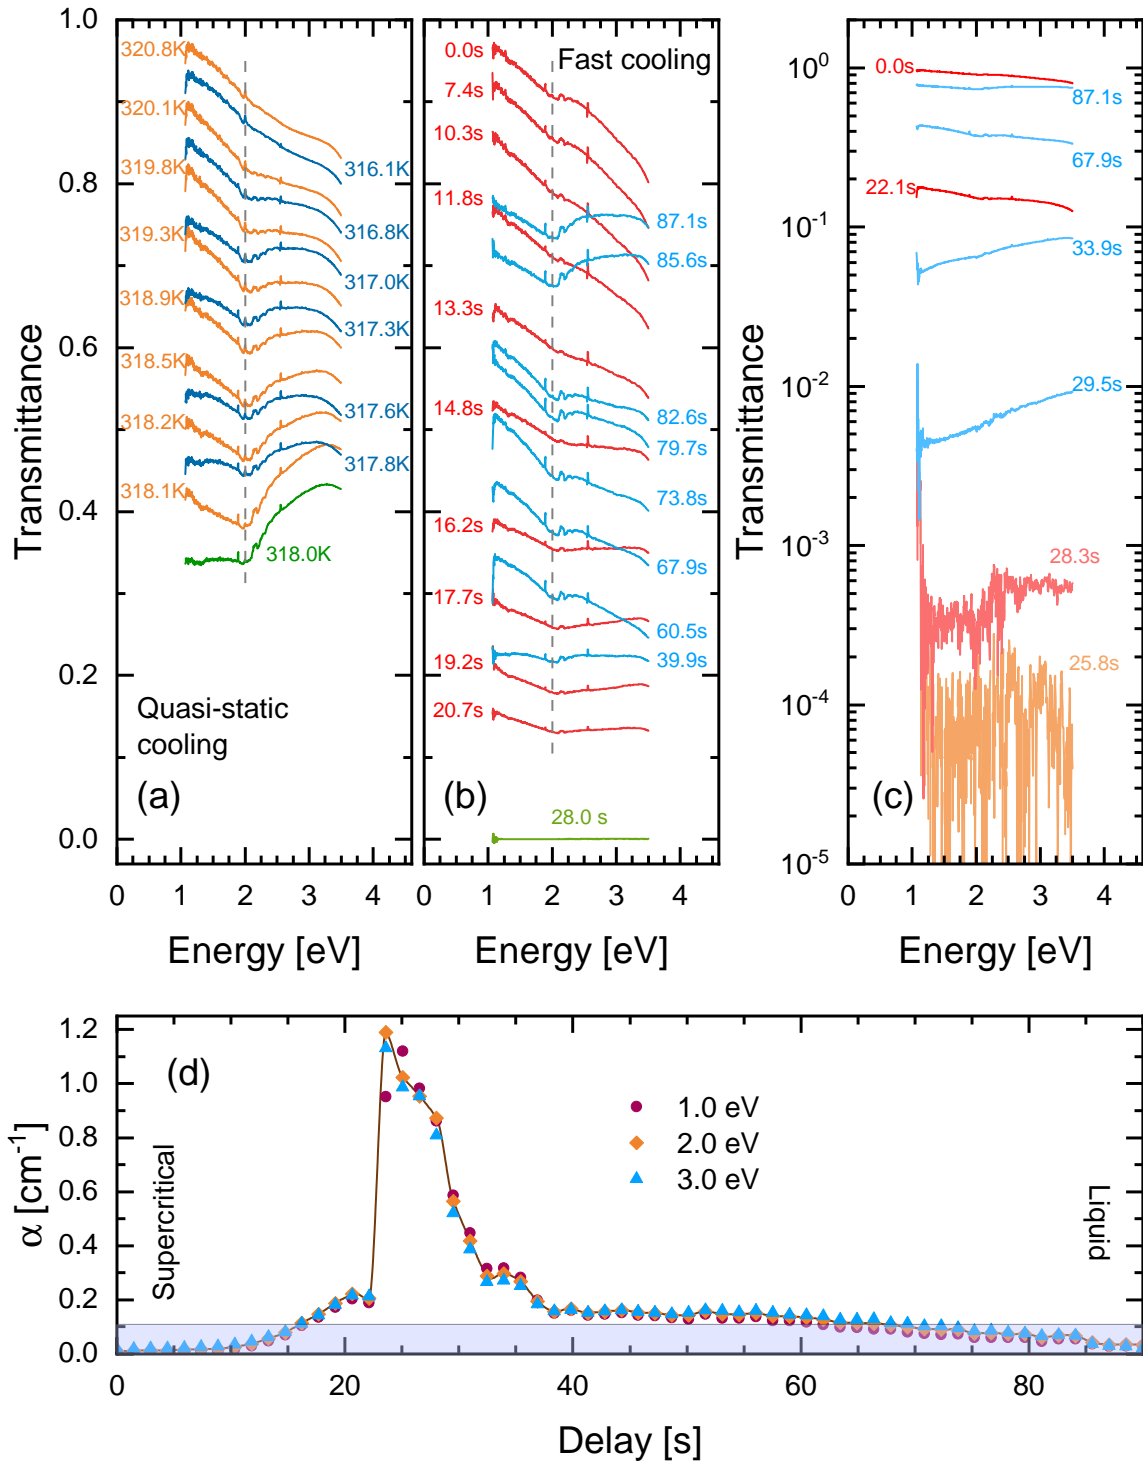 Transmittance
1.0
0.8
0.6
0.4
0.2
0.0
320.8K
320.1K
319.8K
319.3K
318.9K
318.5K
318.2K
318.1K
316.1K
316.8K
317.0K
317.3K
317.6K
317.8K
318.0K
Quasi-static
cooling
(a)
0 1 2 3 4
Energy [eV]
Fast cooling
0.0s
7.4s
10.3s
11.8s
13.3s
14.8s
16.2s
17.7s
19.2s
20.7s
87.1s
85.6s
82.6s
79.7s
73.8s
67.9s
60.5s
39.9s
28.0 s
(b)
0 1 2 3 4
Energy [eV]
Transmittance
10^0
10^-1
10^-2
10^-3
10^-4
10^-5
0.0s
87.1s
67.9s
22.1s
33.9s
29.5s
28.3s
25.8s
(c)
0 1 2 3 4
Energy [eV]
α [cm^-1]
1.2
1.0
0.8
0.6
0.4
0.2
0.0
(d)
Supercritical
1.0 eV
2.0 eV
3.0 eV
Liquid
0 20 40 60 80
Delay [s]